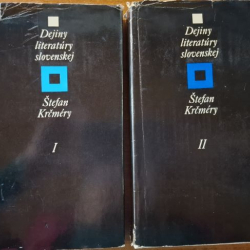 Dejiny
literatúry
slovenskej
Štefan
Krčméry
I
Dejiny
literatúry
slovenskej
Štefan
Krčméry
II